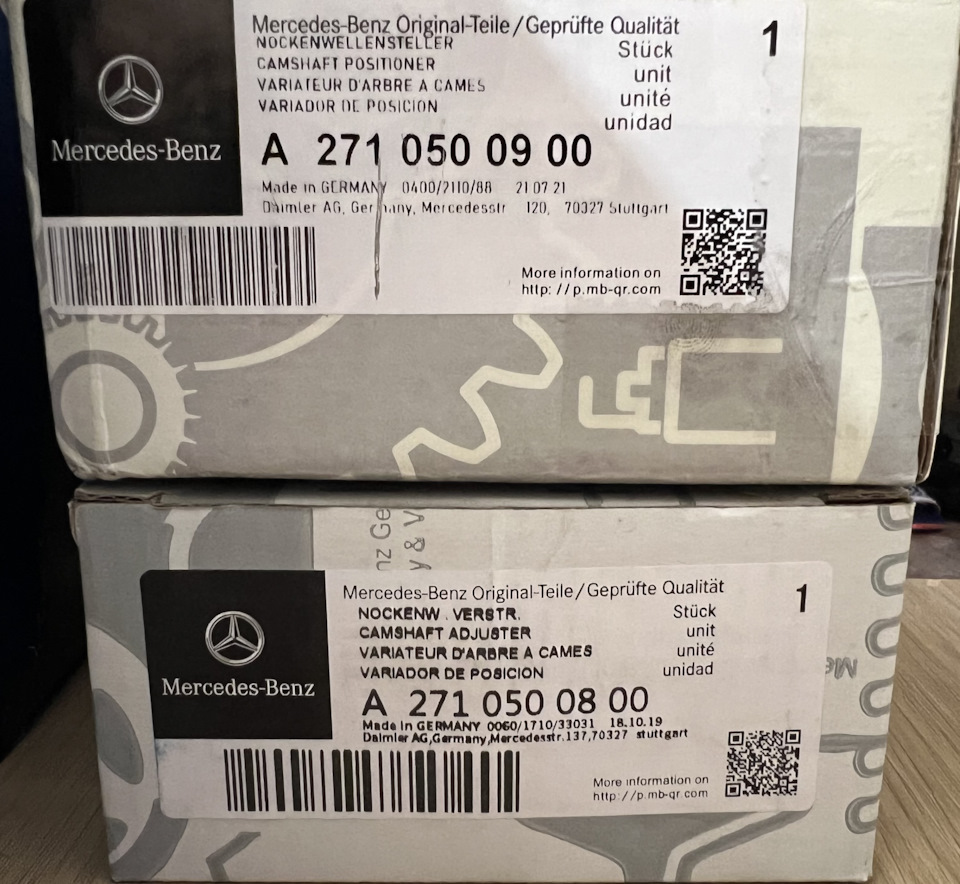 Mercedes-Benz
Mercedes-Benz Original-Teile/Geprüfte Qualität
NOCKENWELLENSTELLER
CAMSHAFT POSITIONER
VARIATEUR D'ARBRE A CAMES
VARIADOR DE POSICION
1
Stück
unit
unité
unidad
A 271 050 09 00
Made in GERMANY 0400/2110/88 21 07 21
Daimler AG, Germany, Mercedesstr 120, 70327 Stuttgart
More information on
http: //p.mb-qr.com
nz Ge
y & V
Mercedes-Benz
Mercedes-Benz Original-Teile/Geprüfte Qualität
NOCKENW . VERSTR.
CAMSHAFT ADJUSTER
VARIATEUR D'ARBRE A CAMES
VARIADOR DE POSICION
1
Stück
unit
unité
unidad
A 271 050 08 00
Made in GERMANY 0060/1710/33031 18.10.19
Daimler AG,Germany,Mercedesstr.137,70327 stuttgart
More information on
http://p.mb-qr.com
Me